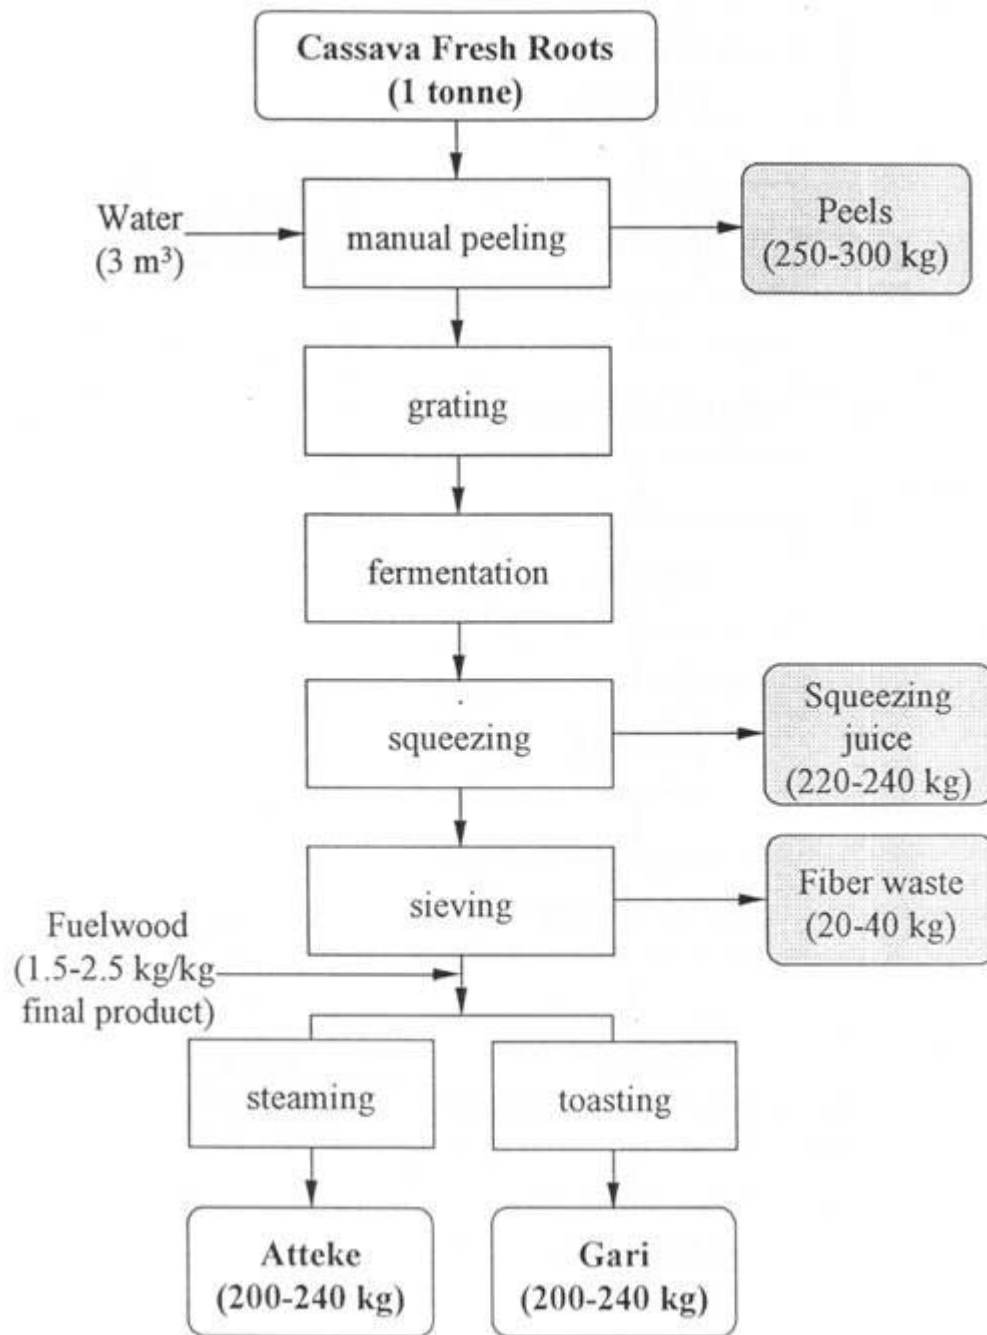 Cassava Fresh Roots
(1 tonne)
Water
(3 m³)
manual peeling
Peels
(250-300 kg)
grating
fermentation
squeezing
Squeezing
juice
(220-240 kg)
sieving
Fiber waste
(20-40 kg)
Fuelwood
(1.5-2.5 kg/kg
final product)
steaming
toasting
Atteke
(200-240 kg)
Gari
(200-240 kg)